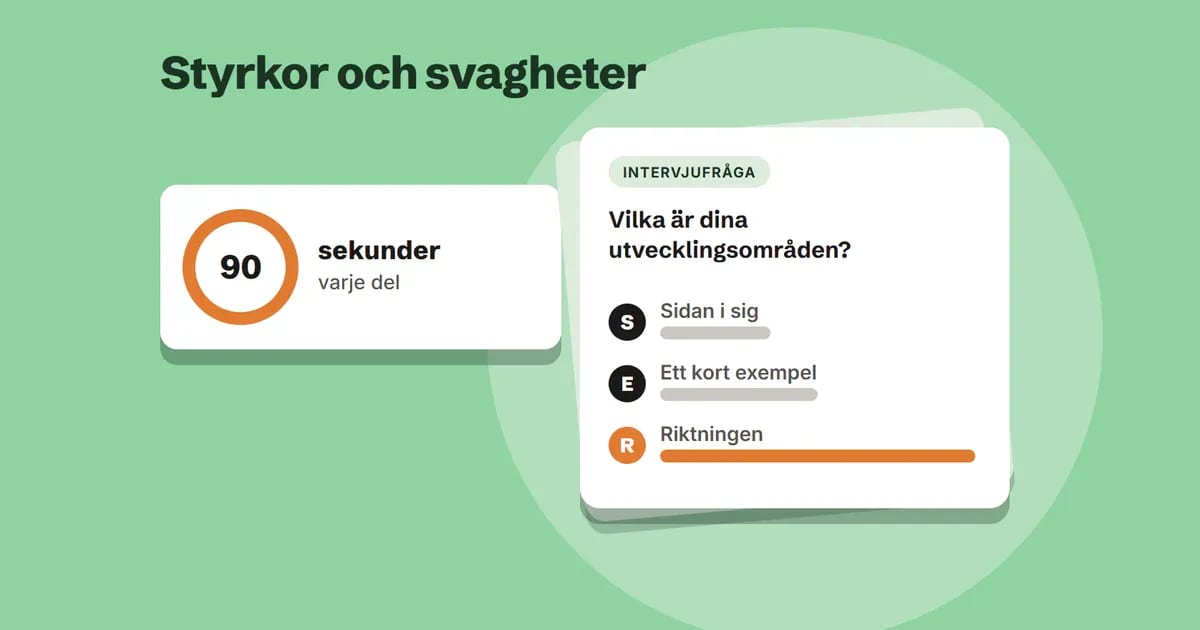 Styrkor och svagheter
90
sekunder
varje del
INTERVJUFRÅGA
Vilka är dina
utvecklingsområden?
S
Sidan i sig
E
Ett kort exempel
R
Riktningen